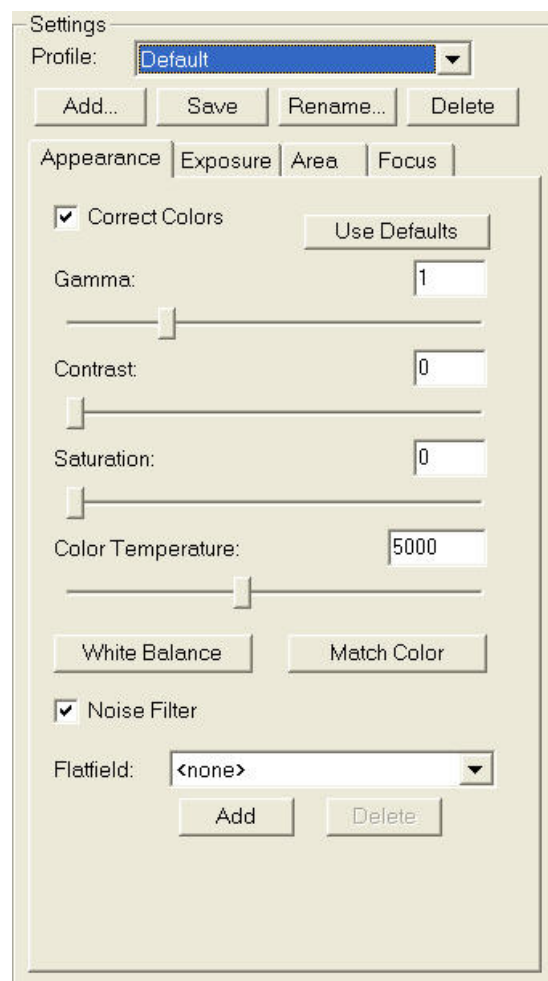 Settings
Profile: Default
Add... Save Rename... Delete
Appearance Exposure Area Focus
Correct Colors Use Defaults
Gamma: 1
Contrast: 0
Saturation: 0
Color Temperature: 5000
White Balance Match Color
Noise Filter
Flatfield: <none>
Add Delete